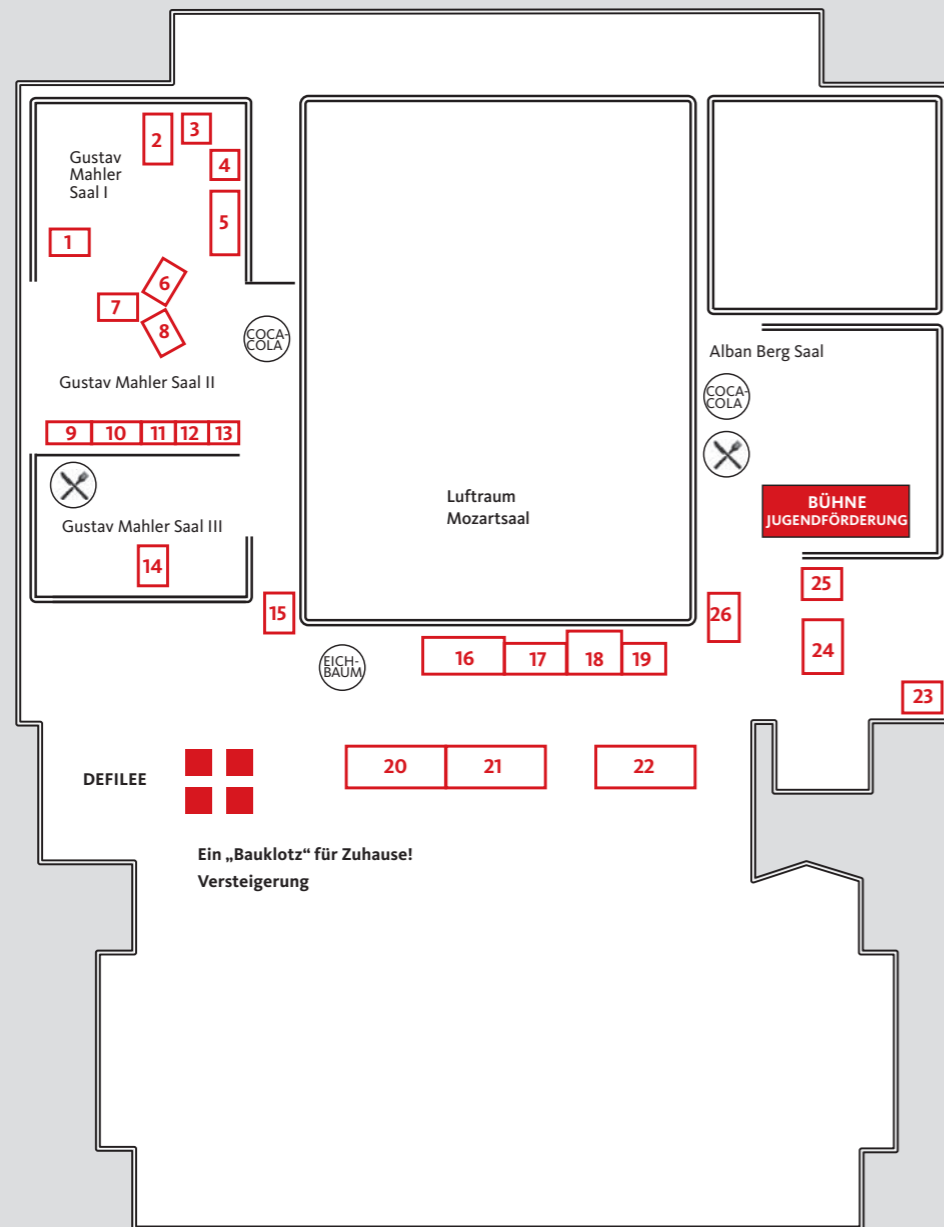 2
3
4
5
Gustav
Mahler
Saal I
1
6
7
8
COCA-
COLA
Gustav Mahler Saal II
9 10 11 12 13
Gustav Mahler Saal III
14
15
Luftraum
Mozartsaal
Alban Berg Saal
COCA-
COLA
BÜHNE
JUGENDFÖRDERUNG
25
26
24
23
EICH-
BAUM
16 17 18 19
DEFILEE
20 21 22
Ein „Bauklotz“ für Zuhause!
Versteigerung